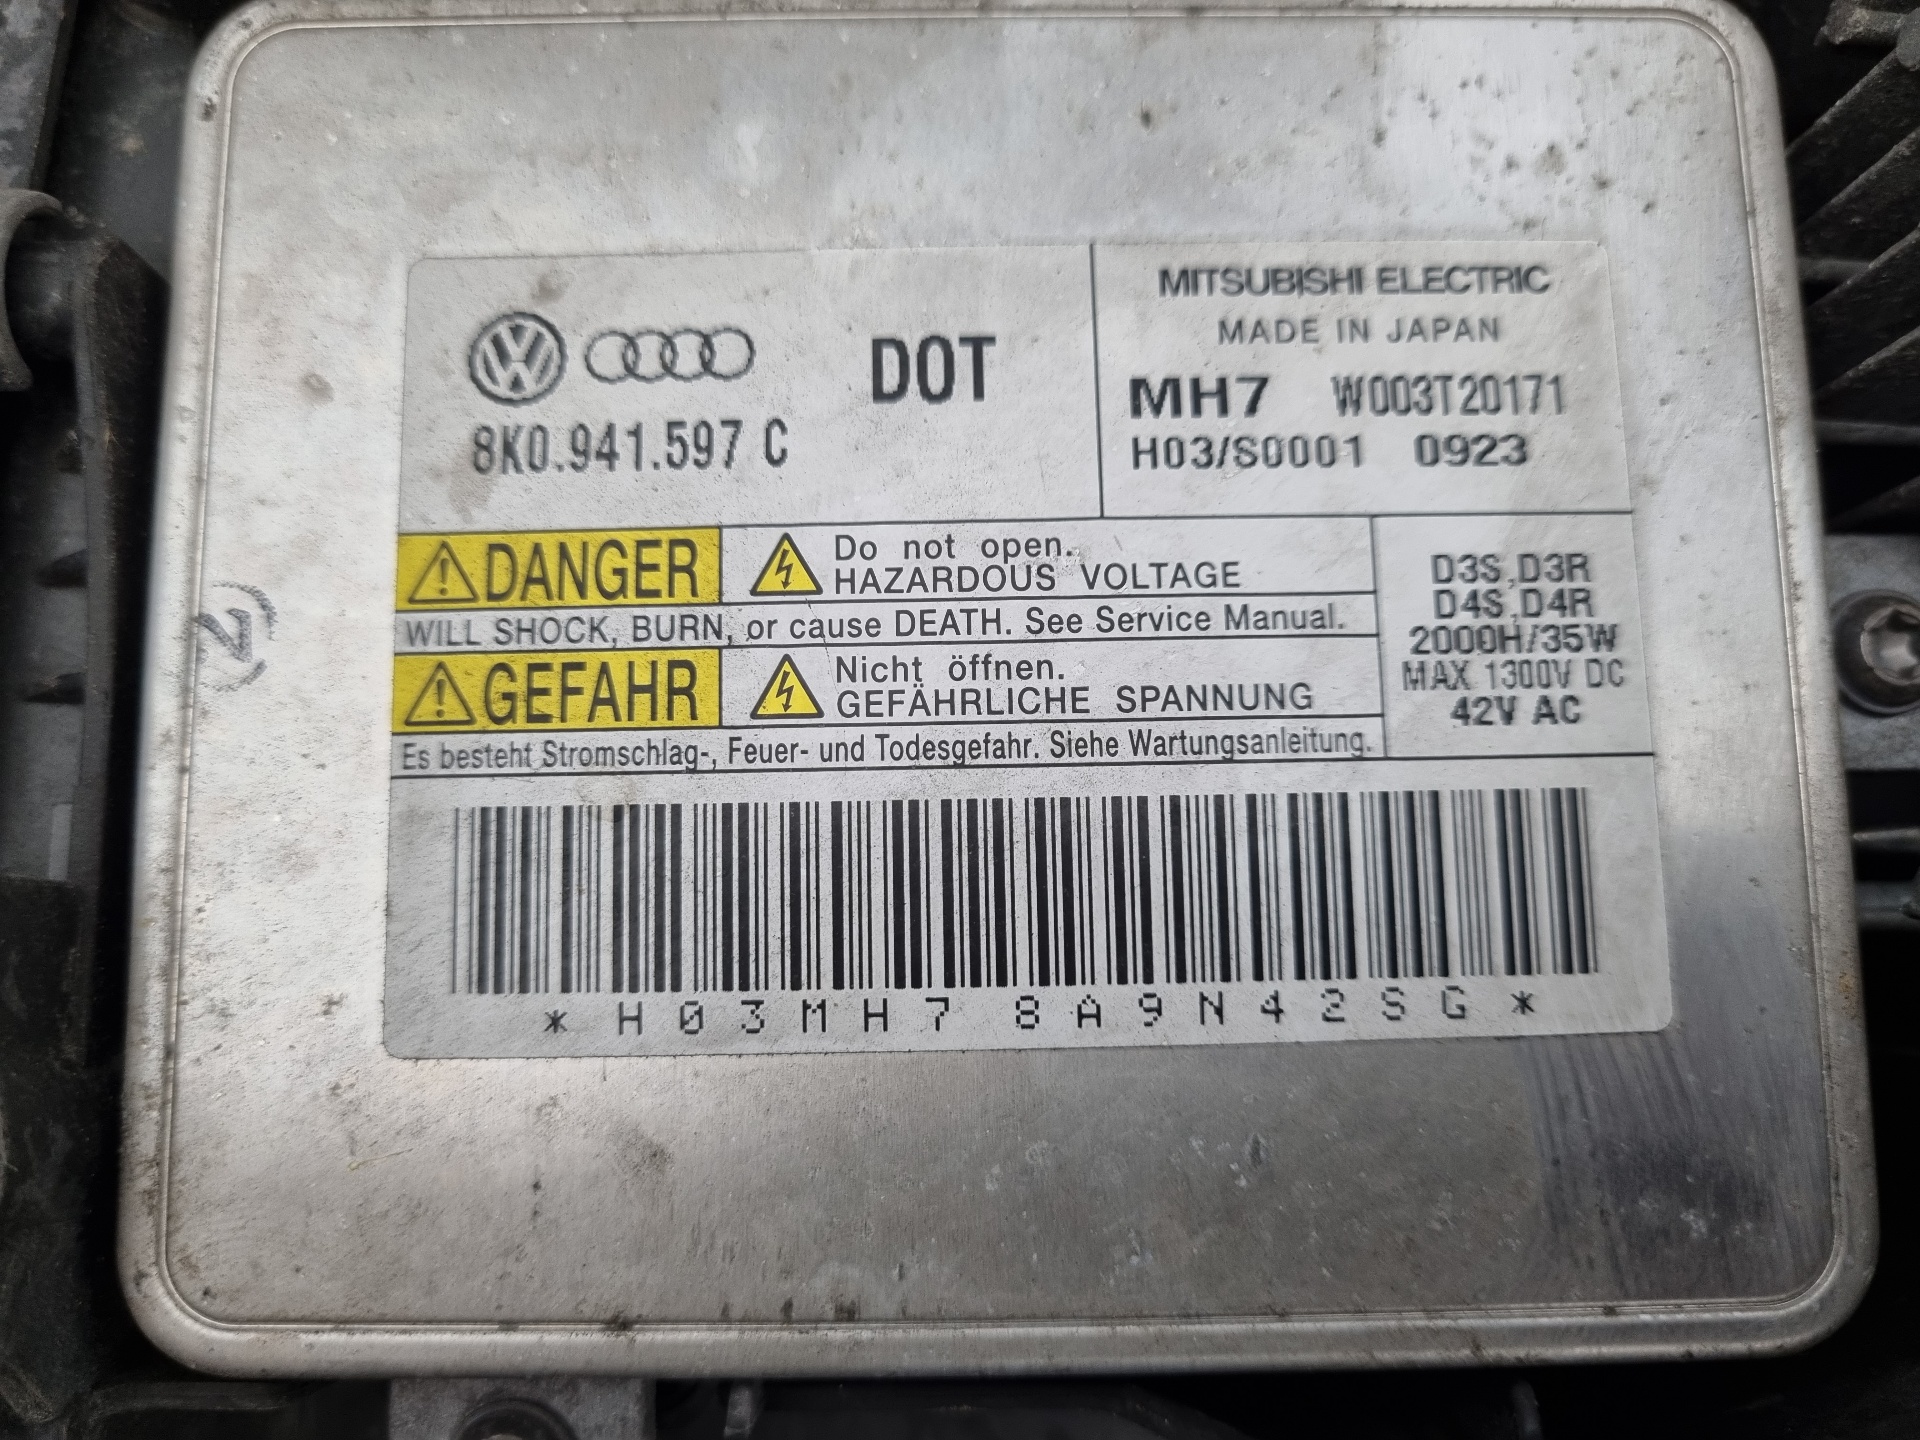 DOT
8K0.941.597 C
MITSUBISHI ELECTRIC
MADE IN JAPAN
MH7 W003T20171
H03/S0001 0923
DANGER
Do not open.
HAZARDOUS VOLTAGE
WILL SHOCK, BURN, or cause DEATH. See Service Manual.
GEFAHR
Nicht öffnen.
GEFÄHRLICHE SPANNUNG
Es besteht Stromschlag-, Feuer- und Todesgefahr. Siehe Wartungsanleitung.
D3S,D3R
D4S,D4R
2000H/35W
MAX 1300V DC
42V AC
*H03MH7 8A9N42SG*